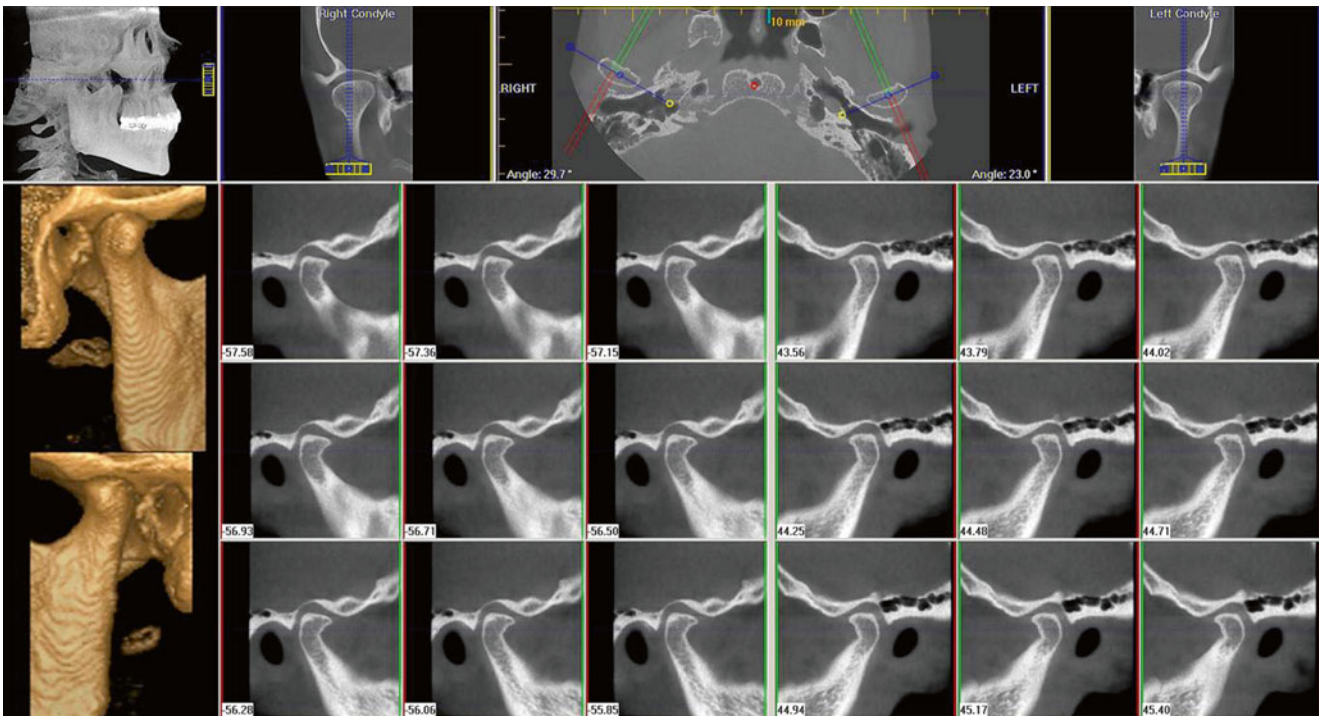 Right Condyle
10 mm
Left Condyle
RIGHT
LEFT
Angle: 29.7°
Angle: 23.0°
-57.58
-57.36
-57.15
43.56
43.79
44.02
-56.93
-56.71
-56.50
44.25
44.48
44.71
-56.28
-56.06
-55.85
44.94
45.17
45.40